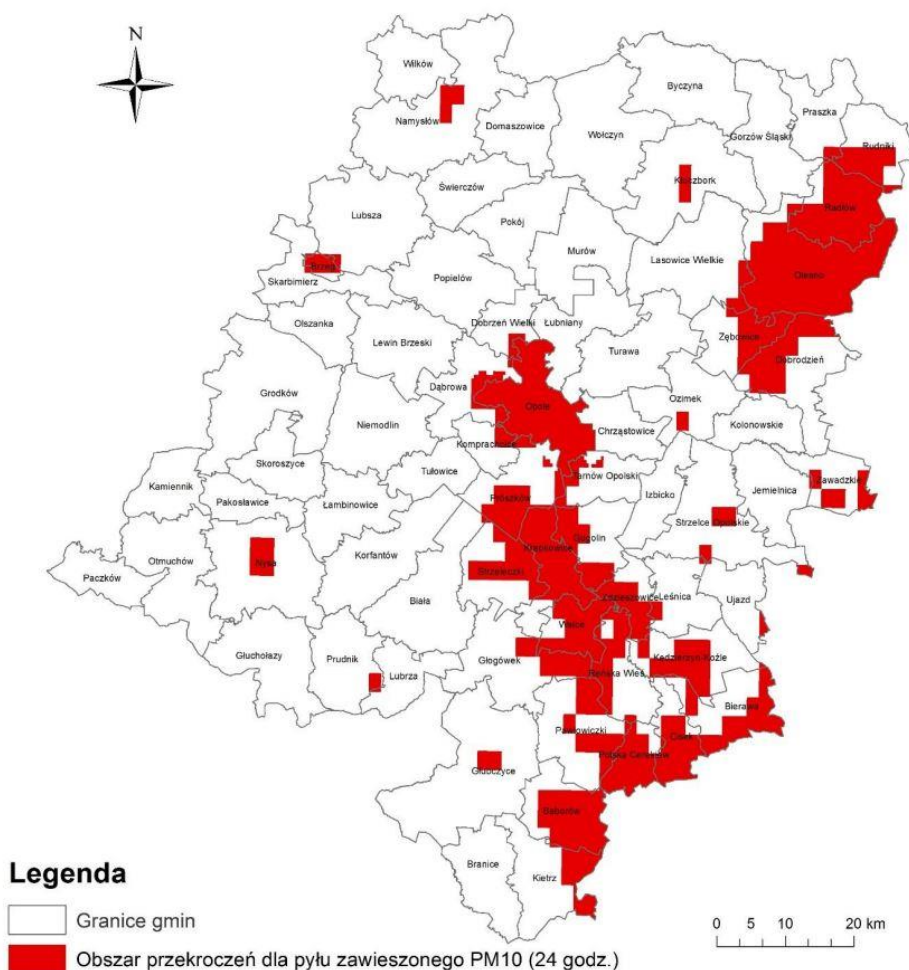 N
Wilków
Byczyna
Praszka
Namysłów
Domaszowice
Wołczyn
Gorzów Śląski
Rudniki
Kluczbork
Świerczów
Radłów
Lubsza
Pokój
Murów
Lasowice Wielkie
Brzeg
Olesno
Skarbimierz
Popielów
Olszanka
Dobrzeń Wielki
Łubniany
Zębowice
Lewin Brzeski
Turawa
Dobrodzień
Dąbrowa
Grodków
Ozimek
Opole
Niemodlin
Chrząstowice
Kolonowskie
Komprachcice
Skoroszyce
Tułowice
Tarnów Opolski
Zawadzkie
Kamiennik
Pakosławice
Łambinowice
Prószków
Izbicko
Jemielnica
Strzelce Opolskie
Gogolin
Krapkowice
Otmuchów
Nysa
Korfantów
Strzeleczki
Paczków
Zdzieszowice
Leśnica
Ujazd
Biała
Walce
Głuchołazy
Prudnik
Lubrza
Głogówek
Kędzierzyn-Koźle
Reńska Wieś
Bierawa
Pawłowiczki
Cisek
Polska Cerekiew
Głubczyce
Baborów
Branice
Kietrz
Legenda
Granice gmin
Obszar przekroczeń dla pyłu zawieszonego PM10 (24 godz.)
0 5 10 20 km